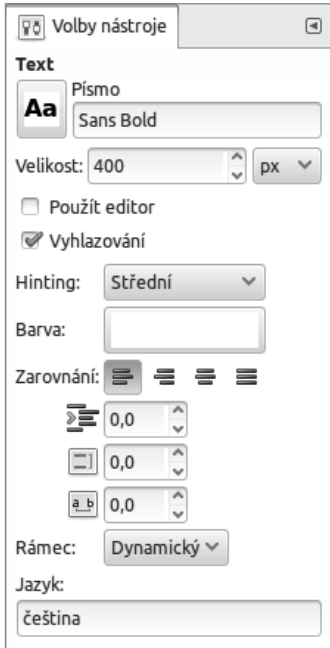 Volby nástroje
Text
Písmo
Aa
Sans Bold
Velikost: 400 px
Použít editor
Vyhlazování
Hinting: Střední
Barva:
Zarovnání:
0,0
0,0
a b 0,0
Rámec: Dynamický
Jazyk:
čeština